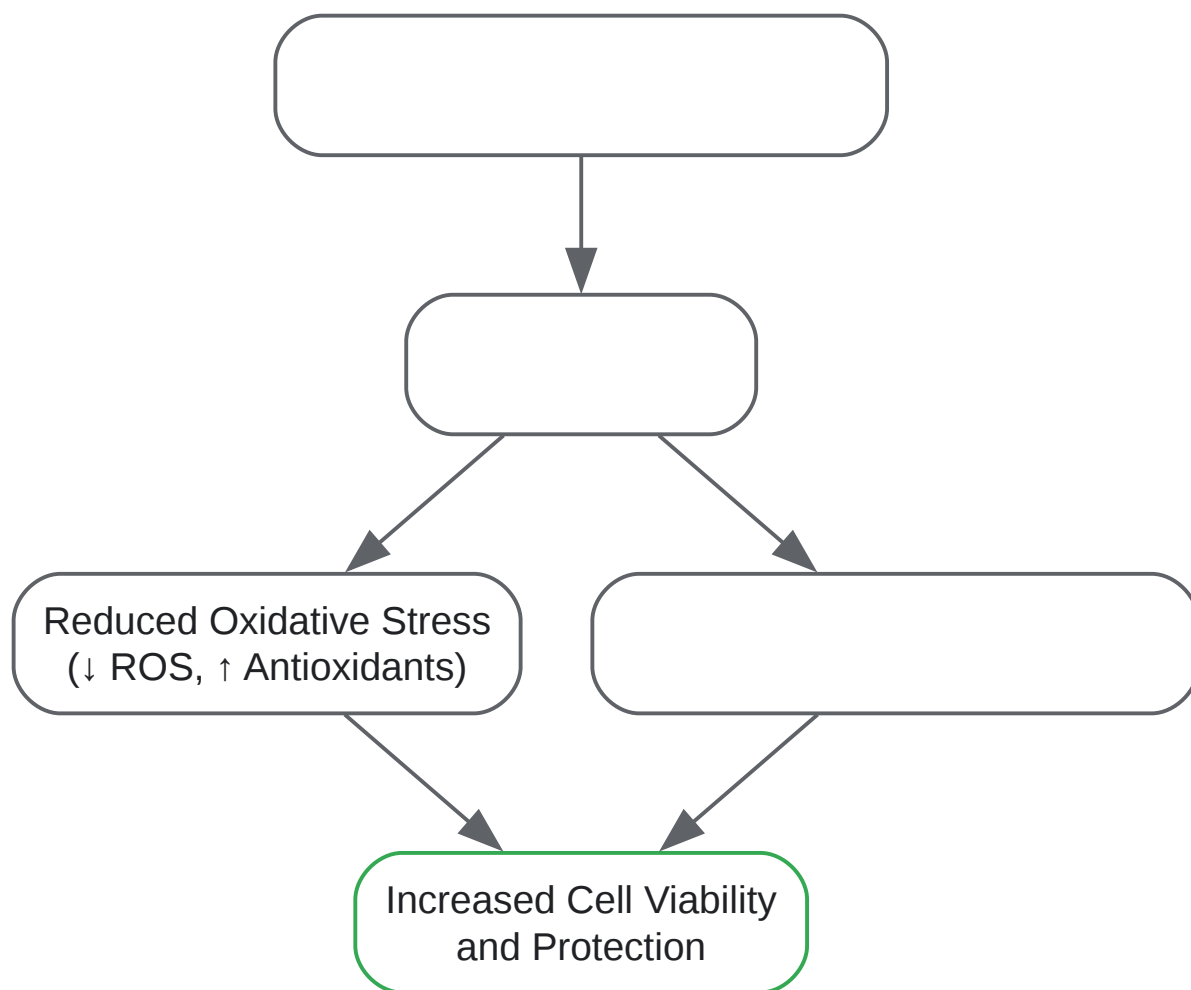 Reduced Oxidative Stress
(↓ ROS, ↑ Antioxidants)
Increased Cell Viability
and Protection